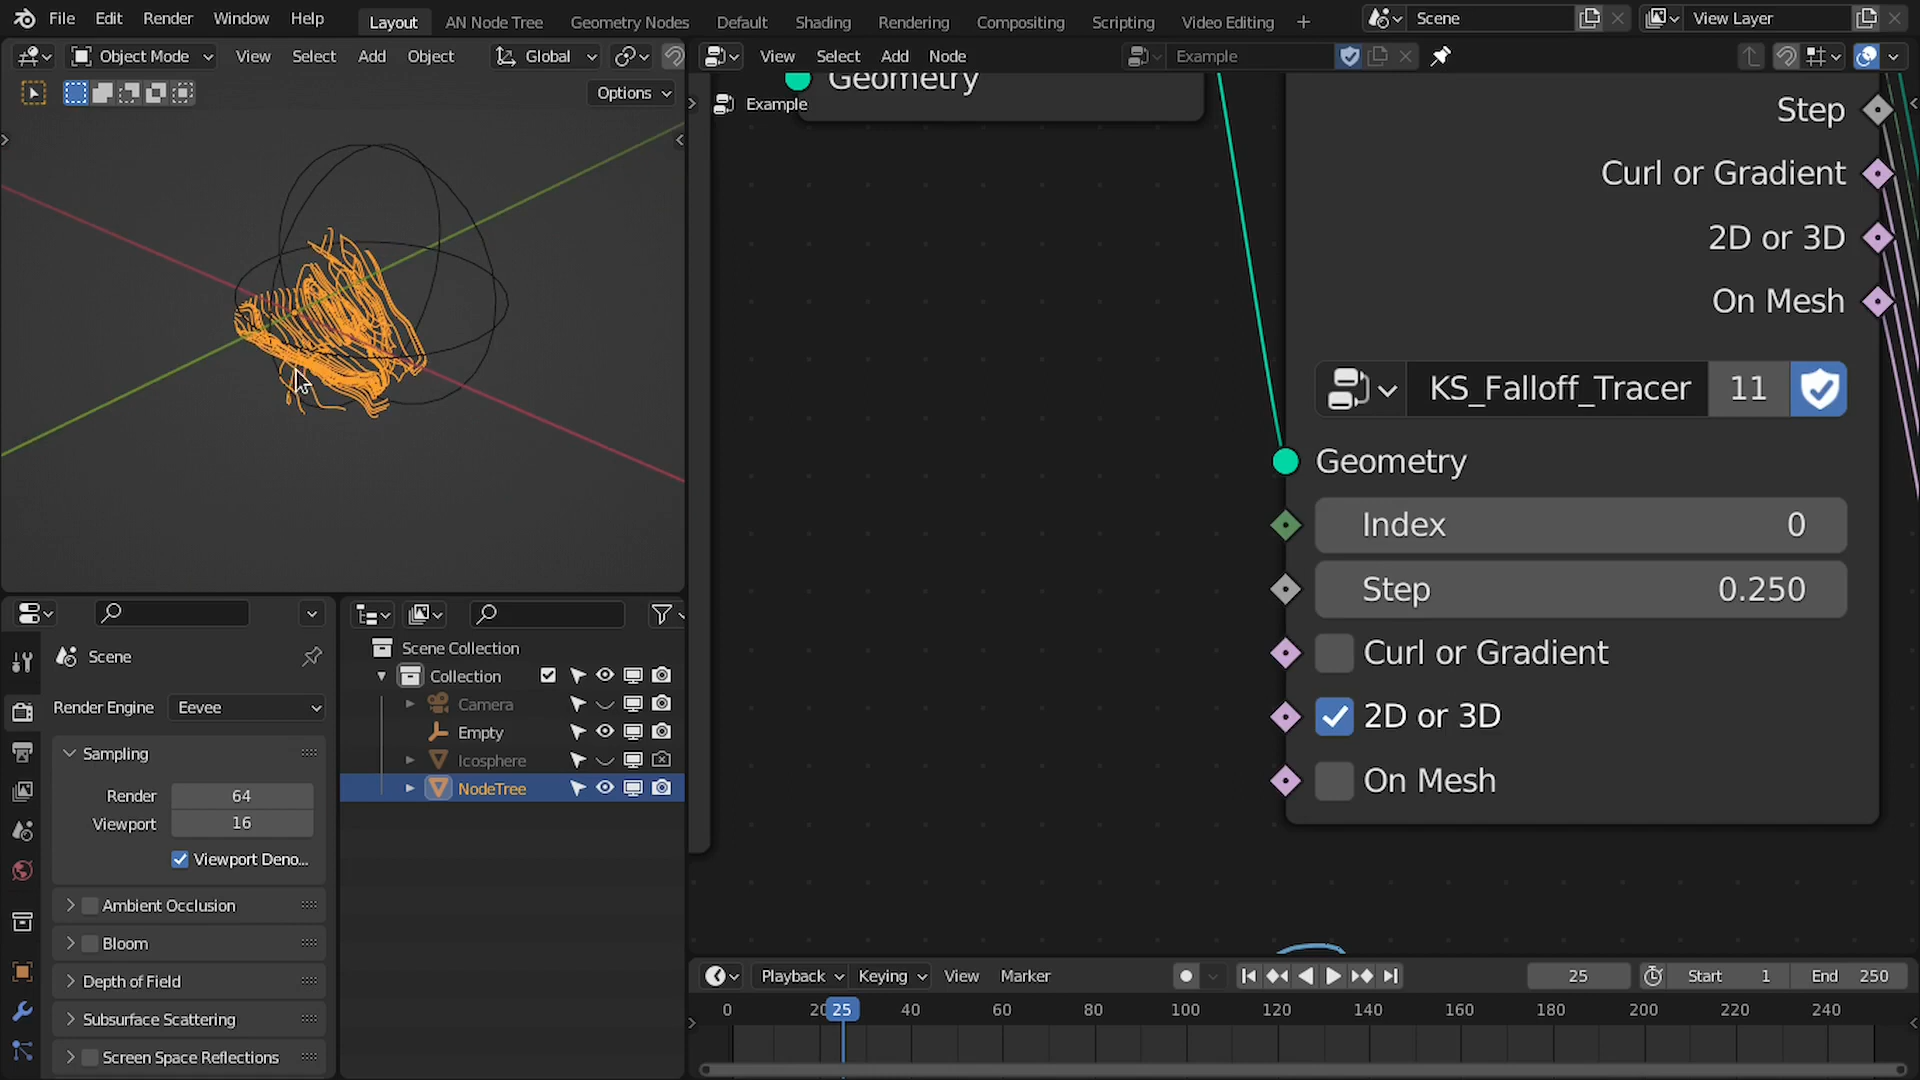 File Edit Render Window Help Layout AN Node Tree Geometry Nodes Default Shading Rendering Compositing Scripting Video Editing + Scene View Layer
Object Mode View Select Add Object Global
View Select Add Node Example
Options
Geometry
Example
Step
Curl or Gradient
2D or 3D
On Mesh
KS_Falloff_Tracer 11
Geometry
Index 0
Step 0.250
Curl or Gradient
2D or 3D
On Mesh
Scene
Render Engine Eevee
Sampling
Render 64
Viewport 16
Viewport Deno...
Ambient Occlusion
Bloom
Depth of Field
Subsurface Scattering
Screen Space Reflections
Scene Collection
Collection
Camera
Empty
Icosphere
NodeTree
Playback Keying View Marker 25 Start 1 End 250
0 20 25 40 60 80 100 120 140 160 180 200 220 240